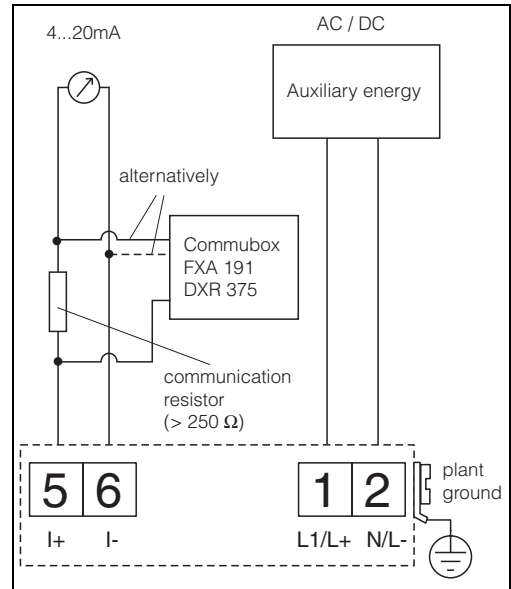 4...20mA
AC / DC
Auxiliary energy
alternatively
Commubox
FXA 191
DXR 375
communication
resistor
(> 250 Ω)
5 6
I+ I-
1 2
L1/L+ N/L-
plant
ground